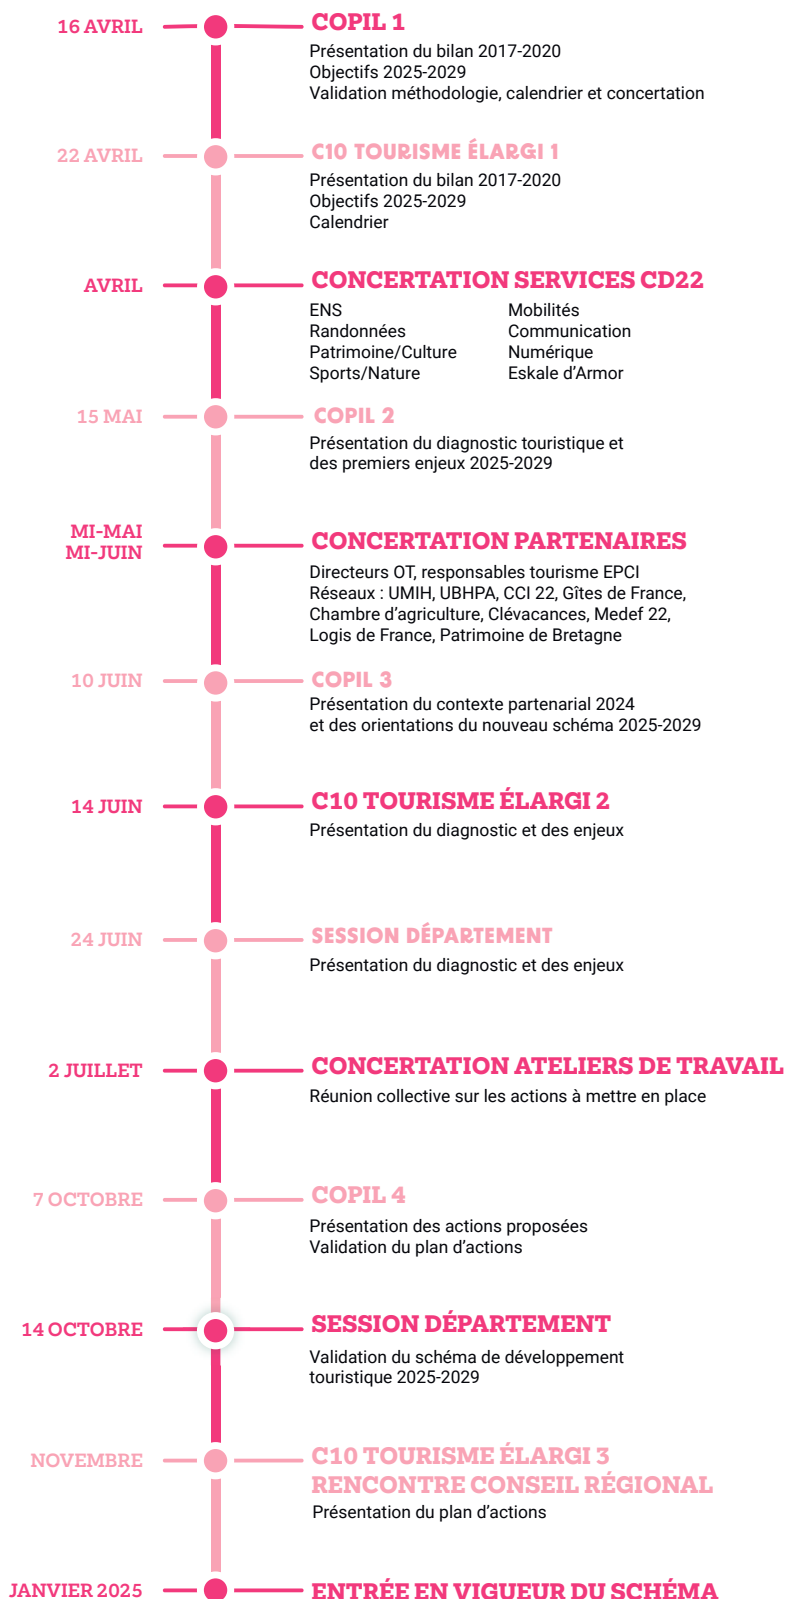 16 AVRIL
COPIL 1
Présentation du bilan 2017-2020
Objectifs 2025-2029
Validation méthodologie, calendrier et concertation
22 AVRIL
C10 TOURISME ÉLARGI 1
Présentation du bilan 2017-2020
Objectifs 2025-2029
Calendrier
AVRIL
CONCERTATION SERVICES CD22
ENS
Randonnées
Patrimoine/Culture
Sports/Nature
Mobilités
Communication
Numérique
Eskale d’Armor
15 MAI
COPIL 2
Présentation du diagnostic touristique et
des premiers enjeux 2025-2029
MI-MAI
MI-JUIN
CONCERTATION PARTENAIRES
Directeurs OT, responsables tourisme EPCI
Réseaux : UMIH, UBHPA, CCI 22, Gîtes de France,
Chambre d’agriculture, Clévacances, Medef 22,
Logis de France, Patrimoine de Bretagne
10 JUIN
COPIL 3
Présentation du contexte partenarial 2024
et des orientations du nouveau schéma 2025-2029
14 JUIN
C10 TOURISME ÉLARGI 2
Présentation du diagnostic et des enjeux
24 JUIN
SESSION DÉPARTEMENT
Présentation du diagnostic et des enjeux
2 JUILLET
CONCERTATION ATELIERS DE TRAVAIL
Réunion collective sur les actions à mettre en place
7 OCTOBRE
COPIL 4
Présentation des actions proposées
Validation du plan d’actions
14 OCTOBRE
SESSION DÉPARTEMENT
Validation du schéma de développement
touristique 2025-2029
NOVEMBRE
C10 TOURISME ÉLARGI 3
RENCONTRE CONSEIL RÉGIONAL
Présentation du plan d’actions
JANVIER 2025
ENTRÉE EN VIGUEUR DU SCHÉMA